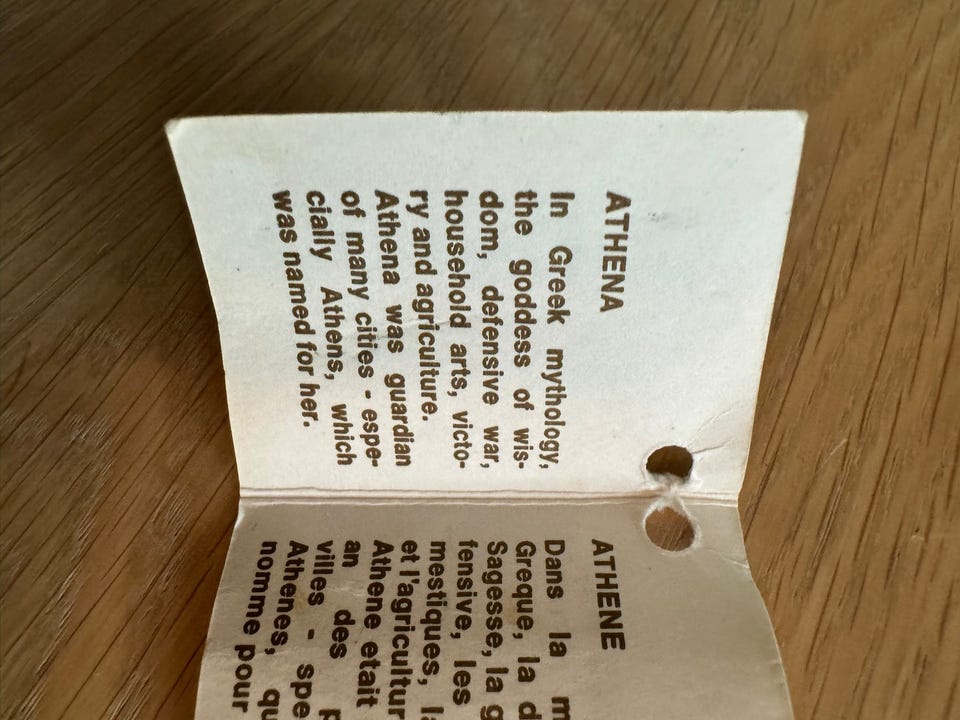 ATHENA
In Greek mythology,
the goddess of wis-
dom, defensive war,
household arts, victo-
ry and agriculture.
Athena was guardian
of many cities - espe-
cially Athens, which
was named for her.
ATHENE
Dans la m
Greque, la d
Sagesse, la g
fensive, les
mestiques, l
et l'agricultur
Athene etait
an des p
villes - spe
Athenes, qu
nomme pour